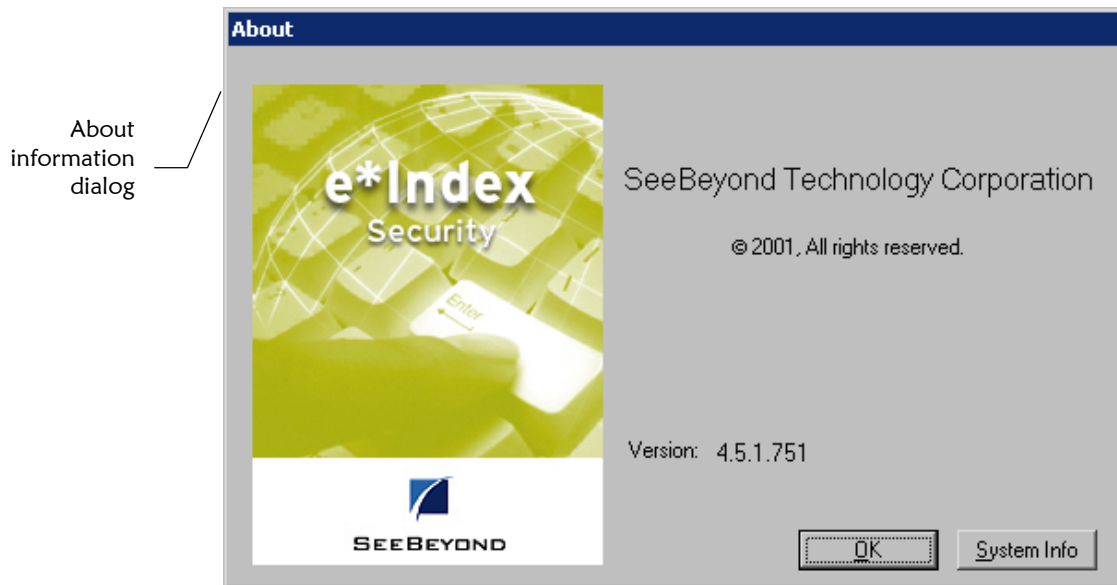 About
About
information
dialog
e*Index
Security
Enter
SEEBEYOND
SeeBeyond Technology Corporation
© 2001, All rights reserved.
Version: 4.5.1.751
OK
System Info